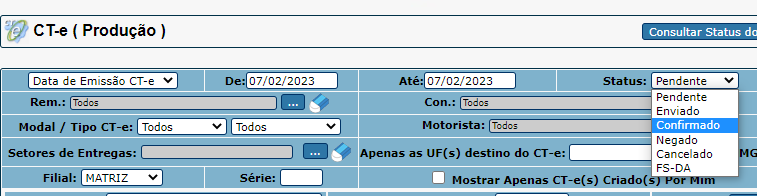 CT-e ( Produção )
Consultar Status do
Data de Emissão CT-e De: 07/02/2023 Até: 07/02/2023 Status: Pendente
Pendente
Enviado
Confirmado
Negado
Cancelado
FS-DA
Rem.: Todos ... Con.: Todos
Modal / Tipo CT-e: Todos Todos Motorista: Todos
Setores de Entregas: ... Apenas as UF(s) destino do CT-e: MG
Filial: MATRIZ Série: Mostrar Apenas CT-e(s) Criado(s) Por Mim